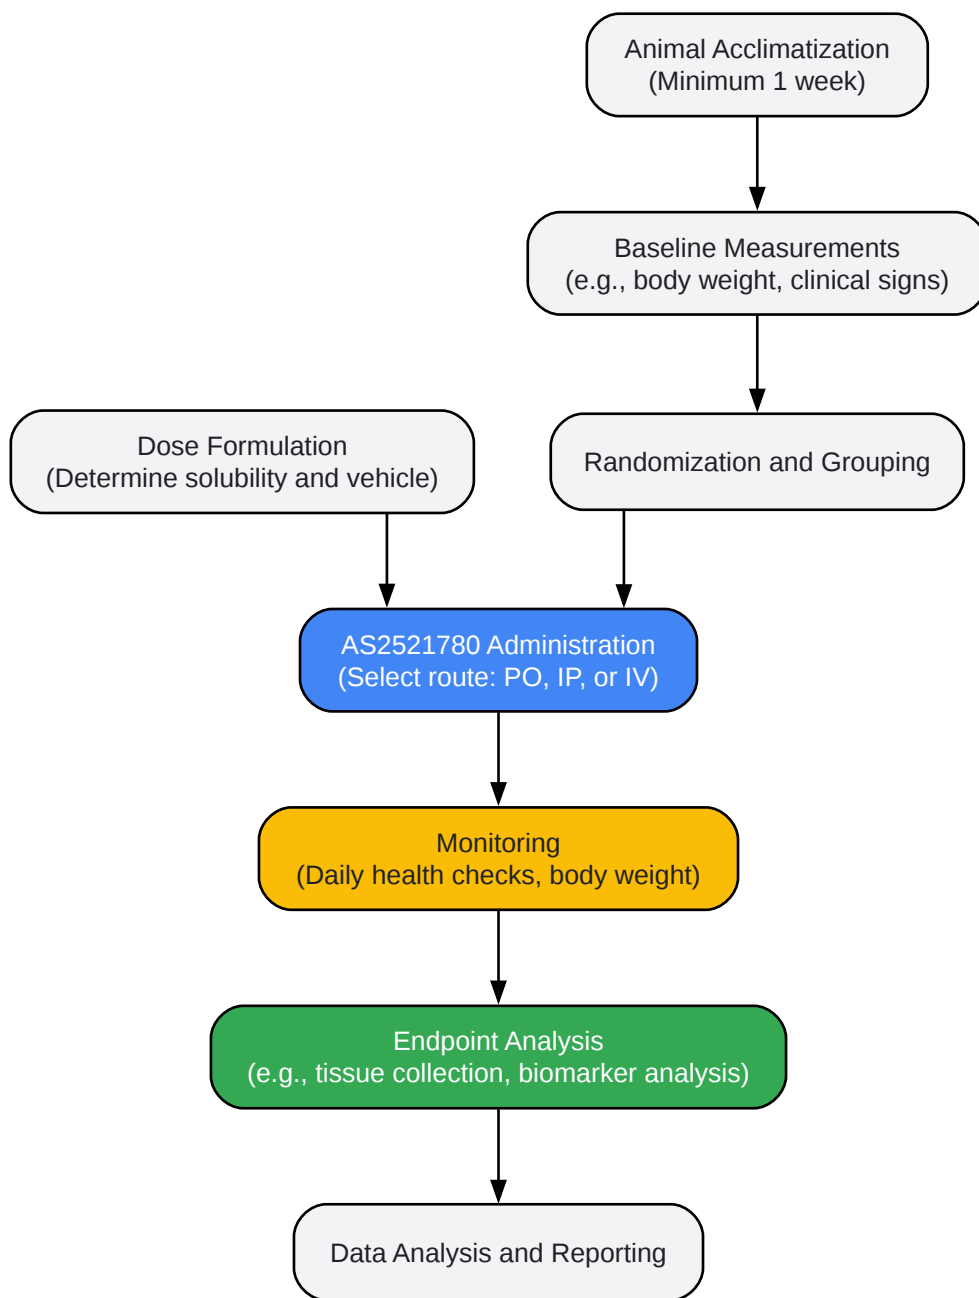 Animal Acclimatization
(Minimum 1 week)
Baseline Measurements
(e.g., body weight, clinical signs)
Dose Formulation
(Determine solubility and vehicle)
Randomization and Grouping
AS2521780 Administration
(Select route: PO, IP, or IV)
Monitoring
(Daily health checks, body weight)
Endpoint Analysis
(e.g., tissue collection, biomarker analysis)
Data Analysis and Reporting